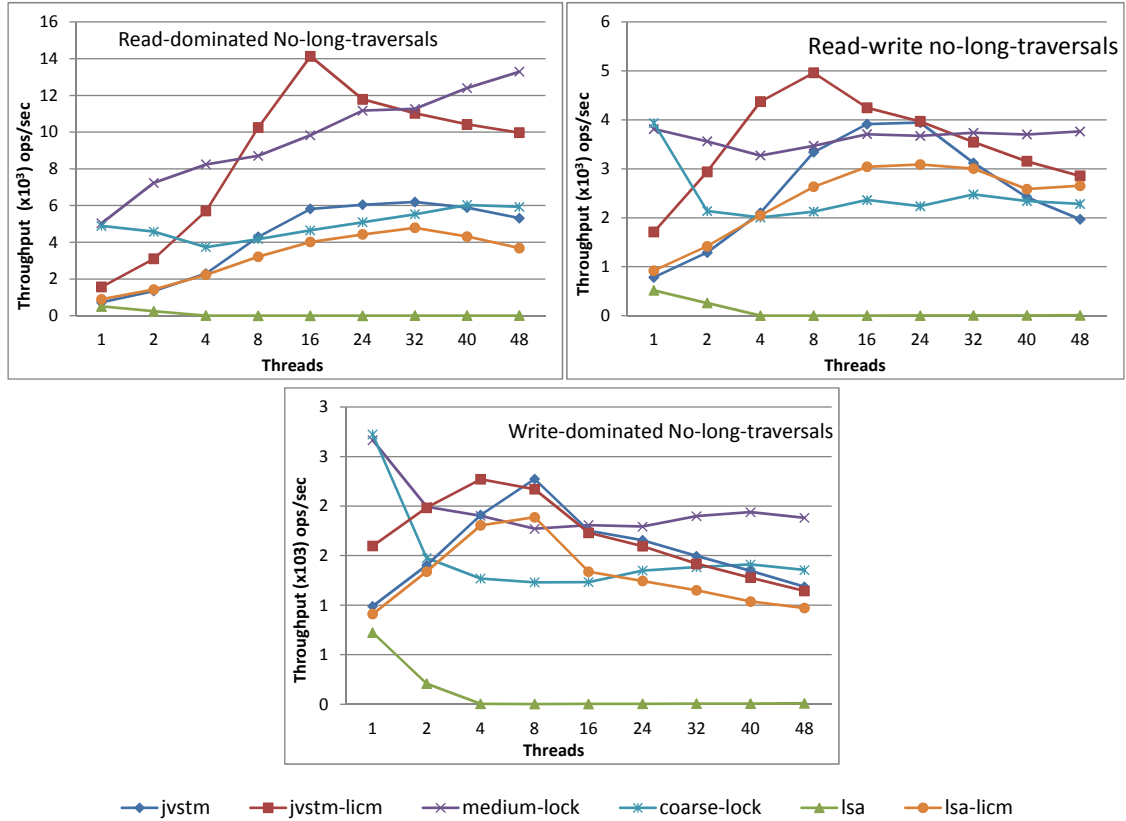 Read-dominated No-long-traversals
Throughput (x10³) ops/sec
16
14
12
10
8
6
4
2
0
1 2 4 8 16 24 32 40 48
Threads
Read-write no-long-traversals
Throughput (x10³) ops/sec
6
5
4
3
2
1
0
1 2 4 8 16 24 32 40 48
Threads
Write-dominated No-long-traversals
Throughput (x103) ops/sec
3
3
2
2
1
1
0
1 2 4 8 16 24 32 40 48
Threads
jvstm jvstm-licm medium-lock coarse-lock lsa lsa-licm